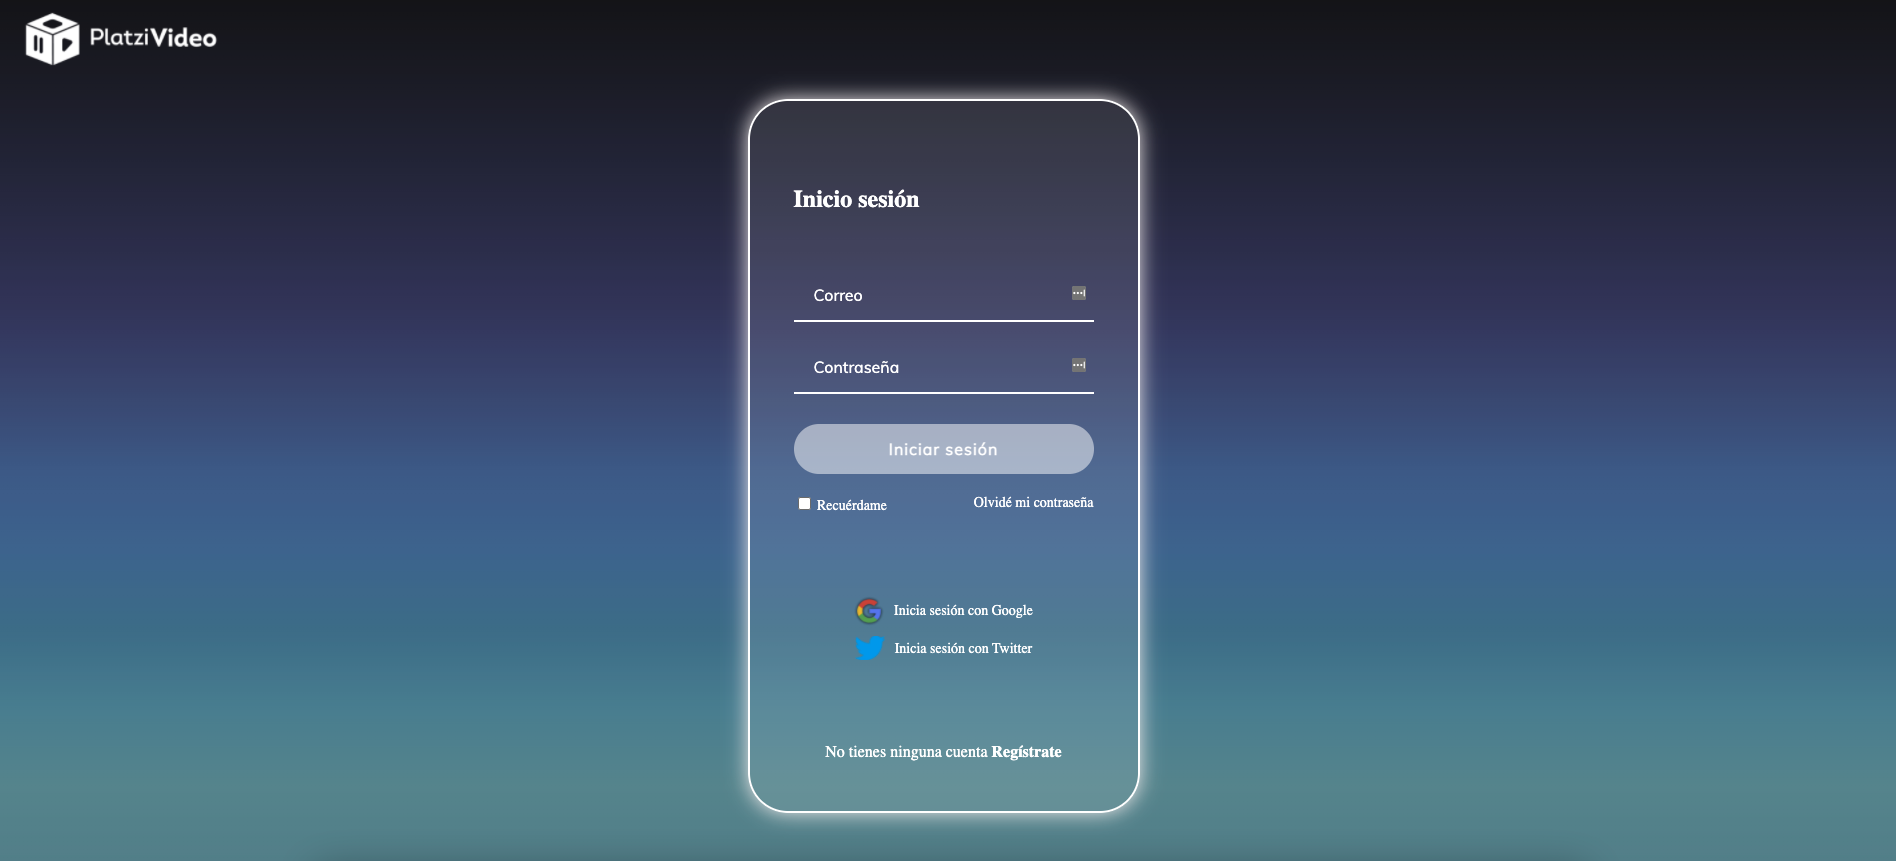 PlatziVideo
Inicio sesión
Correo
Contraseña
Iniciar sesión
Recuérdame
Olvidé mi contraseña
Inicia sesión con Google
Inicia sesión con Twitter
No tienes ninguna cuenta Regístrate